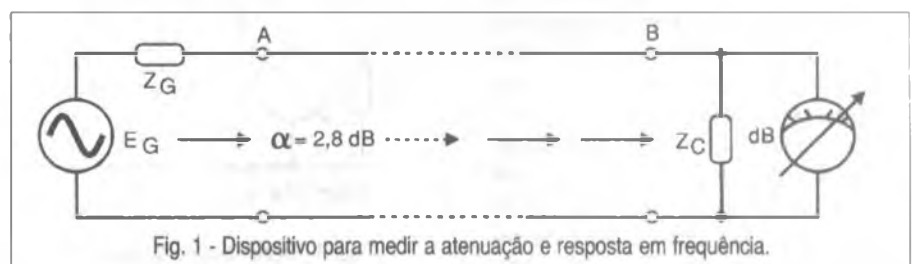 A
B
Z_G
E_G
α = 2,8 dB
Z_C
dB
Fig. 1 - Dispositivo para medir a atenuação e resposta em frequência.